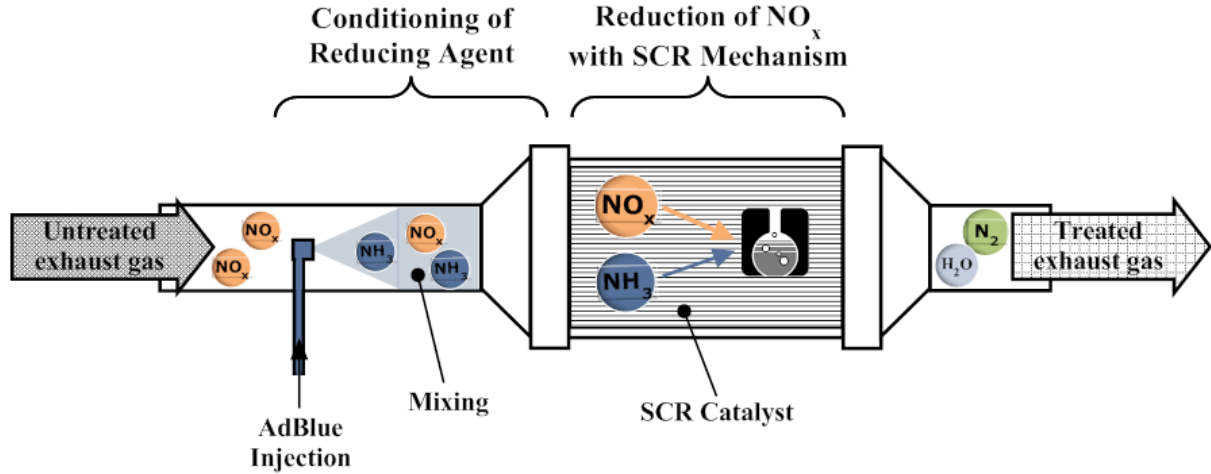 Conditioning of
Reducing Agent
Reduction of NOₓ
with SCR Mechanism
Untreated
exhaust gas
NOₓ
NOₓ
NH₃
NOₓ
NH₃
NOₓ
NH₃
N₂
H₂O
Treated
exhaust gas
AdBlue
Injection
Mixing
SCR Catalyst